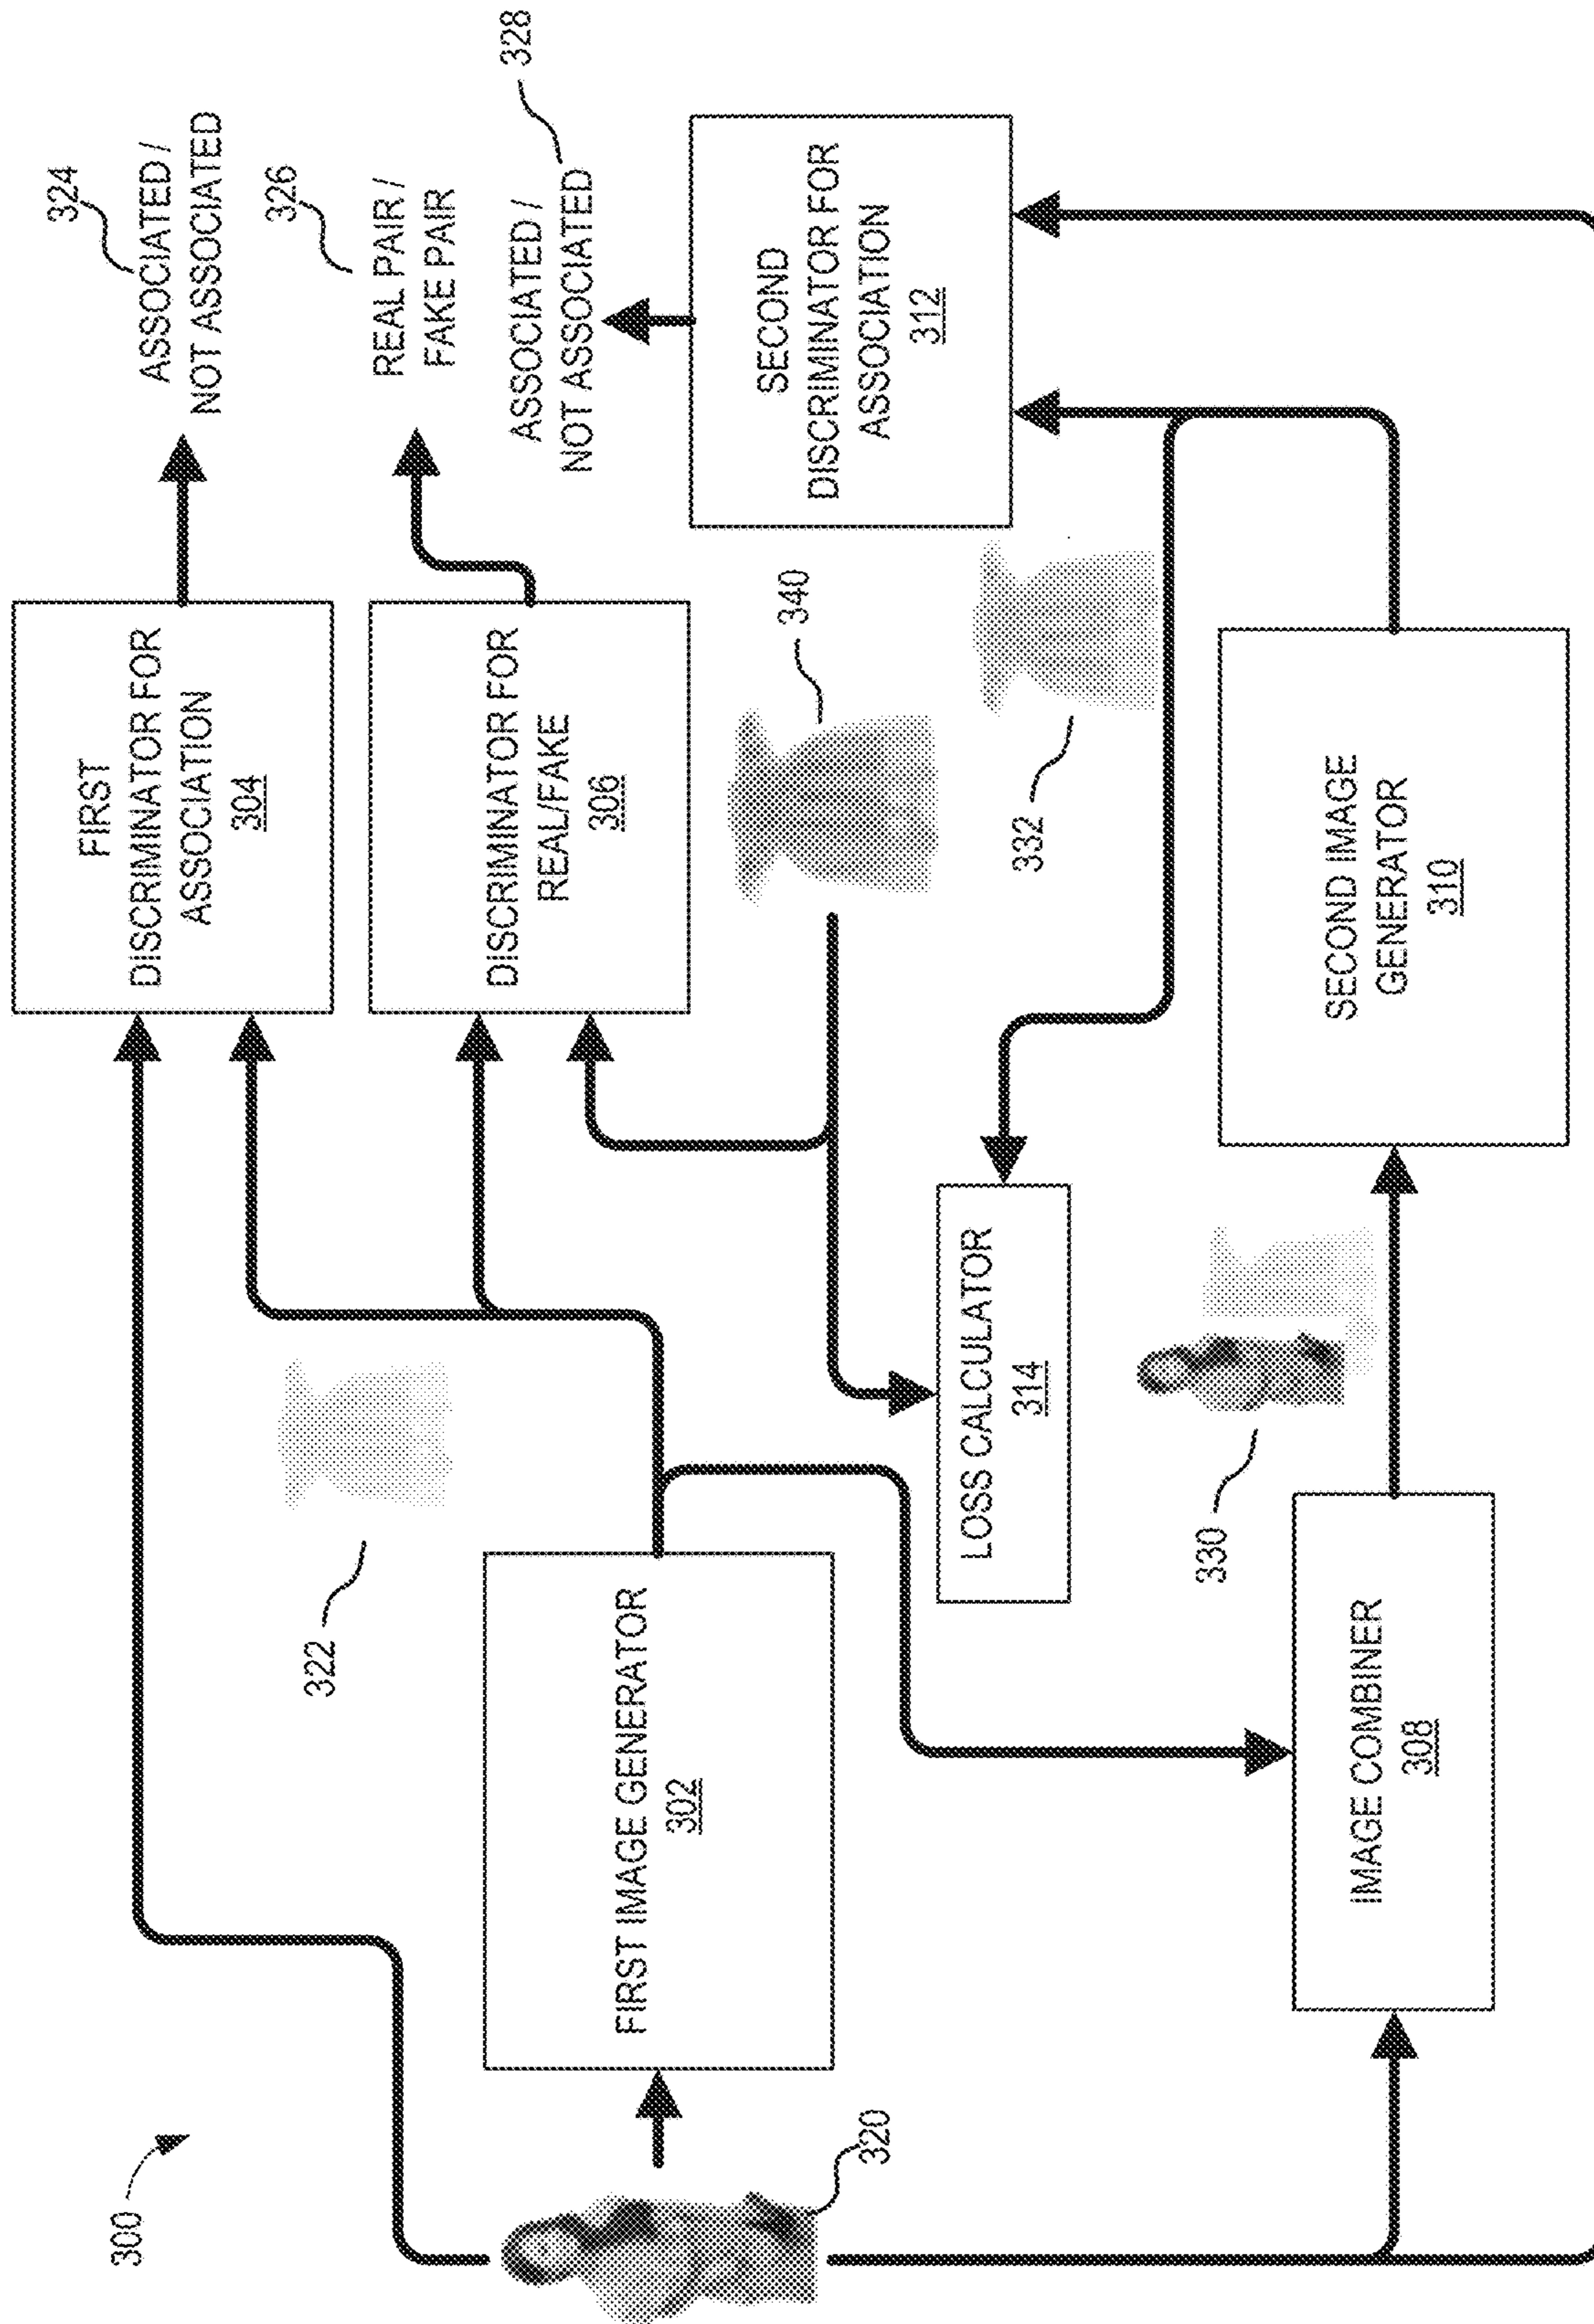 300
324
ASSOCIATED /
NOT ASSOCIATED
FIRST
DISCRIMINATOR FOR
ASSOCIATION
304
326
REAL PAIR /
FAKE PAIR
DISCRIMINATOR FOR
REAL/FAKE
306
322
FIRST IMAGE GENERATOR
302
320
328
ASSOCIATED /
NOT ASSOCIATED
340
SECOND
DISCRIMINATOR FOR
ASSOCIATION
312
332
LOSS CALCULATOR
314
330
IMAGE COMBINER
308
SECOND IMAGE
GENERATOR
310